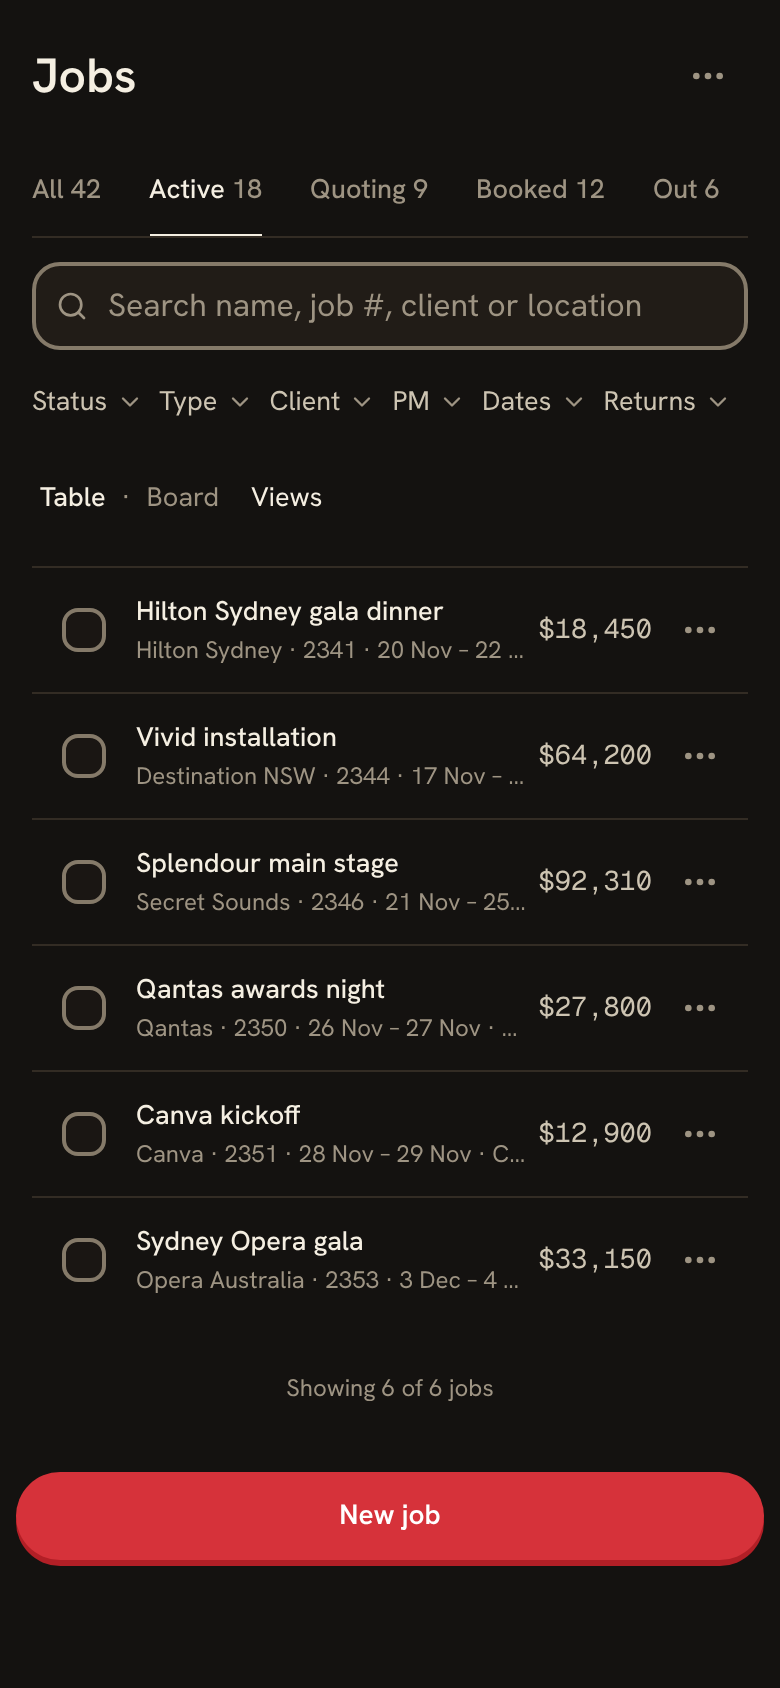 Jobs
All 42 Active 18 Quoting 9 Booked 12 Out 6
Search name, job #, client or location
Status Type Client PM Dates Returns
Table · Board Views
Hilton Sydney gala dinner
Hilton Sydney · 2341 · 20 Nov – 22 ...
$18,450
Vivid installation
Destination NSW · 2344 · 17 Nov – ...
$64,200
Splendour main stage
Secret Sounds · 2346 · 21 Nov – 25...
$92,310
Qantas awards night
Qantas · 2350 · 26 Nov – 27 Nov · ...
$27,800
Canva kickoff
Canva · 2351 · 28 Nov – 29 Nov · C...
$12,900
Sydney Opera gala
Opera Australia · 2353 · 3 Dec – 4 ...
$33,150
Showing 6 of 6 jobs
New job